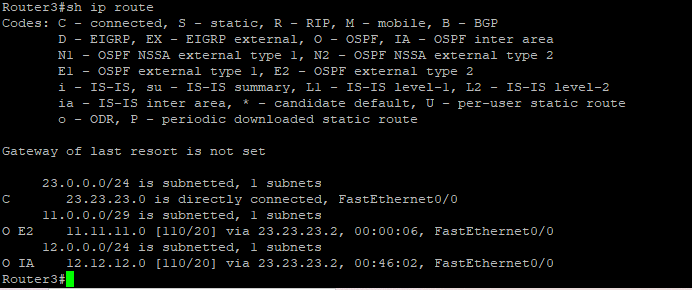 Router3#sh ip route
Codes: C - connected, S - static, R - RIP, M - mobile, B - BGP
       D - EIGRP, EX - EIGRP external, O - OSPF, IA - OSPF inter area
       N1 - OSPF NSSA external type 1, N2 - OSPF NSSA external type 2
       E1 - OSPF external type 1, E2 - OSPF external type 2
       i - IS-IS, su - IS-IS summary, L1 - IS-IS level-1, L2 - IS-IS level-2
       ia - IS-IS inter area, * - candidate default, U - per-user static route
       o - ODR, P - periodic downloaded static route
Gateway of last resort is not set
     23.0.0.0/24 is subnetted, 1 subnets
C       23.23.23.0 is directly connected, FastEthernet0/0
     11.0.0.0/29 is subnetted, 1 subnets
O E2    11.11.11.0 [110/20] via 23.23.23.2, 00:00:06, FastEthernet0/0
     12.0.0.0/24 is subnetted, 1 subnets
O IA    12.12.12.0 [110/20] via 23.23.23.2, 00:46:02, FastEthernet0/0
Router3#